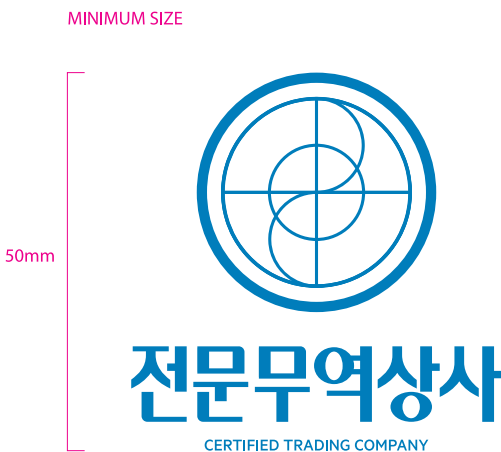 MINIMUM SIZE
50mm
전문무역상사
CERTIFIED TRADING COMPANY